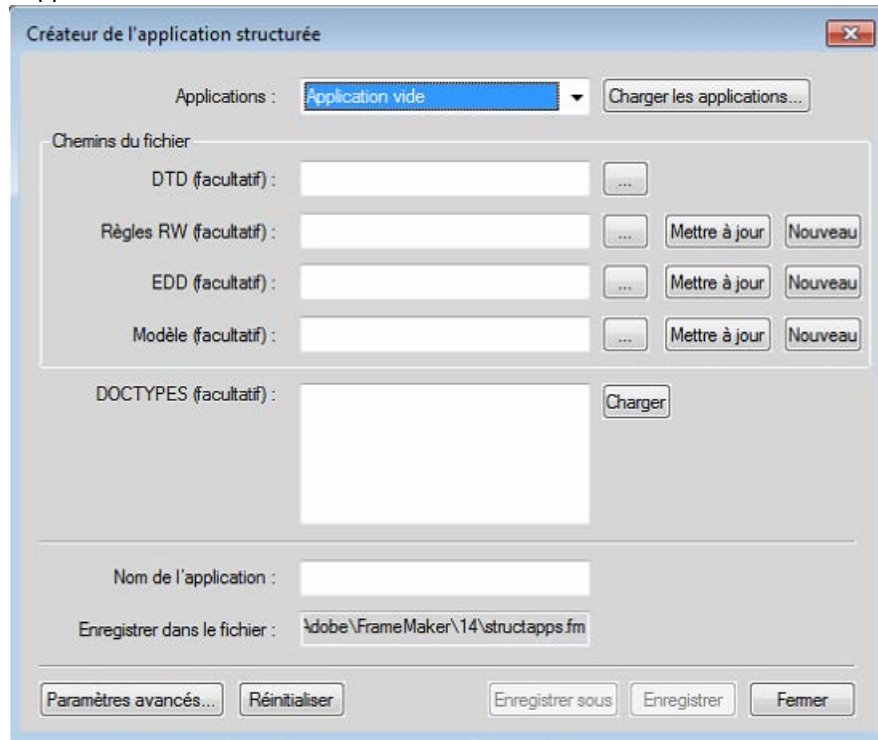 Créateur de l'application structurée
Applications : Application vide Charger les applications...
Chemins du fichier
DTD (facultatif) : ...
Règles RW (facultatif) : ... Mettre à jour Nouveau
EDD (facultatif) : ... Mettre à jour Nouveau
Modèle (facultatif) : ... Mettre à jour Nouveau
DOCTYPES (facultatif) : Charger
Nom de l'application :
Enregistrer dans le fichier : \Adobe\FrameMaker\14\structapps.fm
Paramètres avancés... Réinitialiser Enregistrer sous Enregistrer Fermer